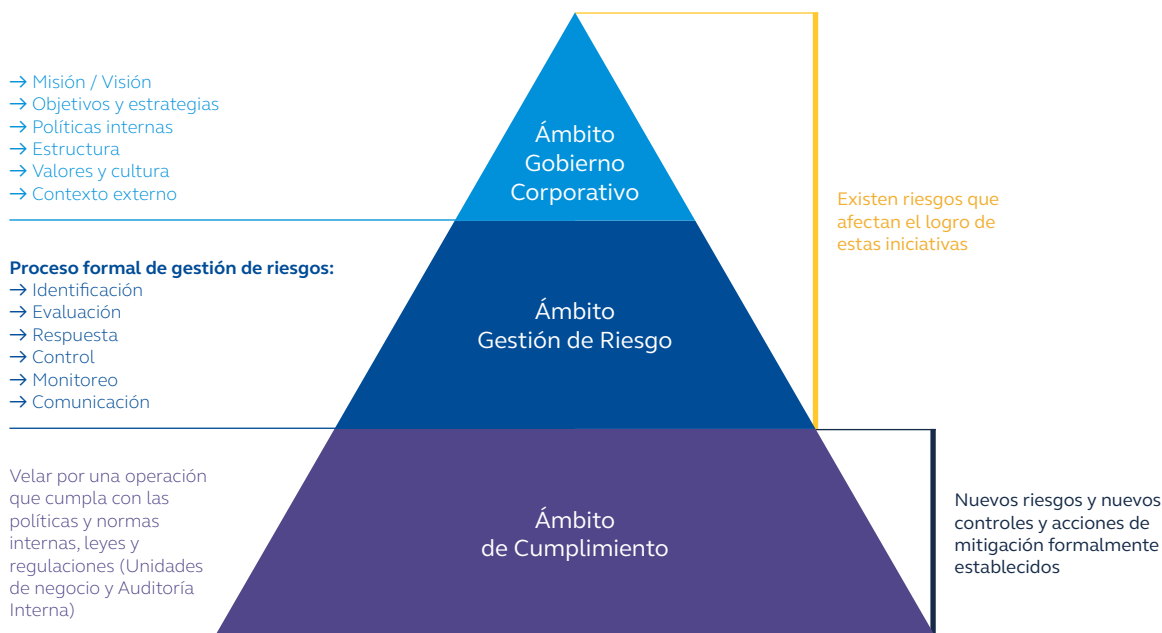 → Misión / Visión
→ Objetivos y estrategias
→ Políticas internas
→ Estructura
→ Valores y cultura
→ Contexto externo
Ámbito
Gobierno
Corporativo
Existen riesgos que
afectan el logro de
estas iniciativas
Proceso formal de gestión de riesgos:
→ Identificación
→ Evaluación
→ Respuesta
→ Control
→ Monitoreo
→ Comunicación
Ámbito
Gestión de Riesgo
Velar por una operación
que cumpla con las
políticas y normas
internas, leyes y
regulaciones (Unidades
de negocio y Auditoría
Interna)
Ámbito
de Cumplimiento
Nuevos riesgos y nuevos
controles y acciones de
mitigación formalmente
establecidos